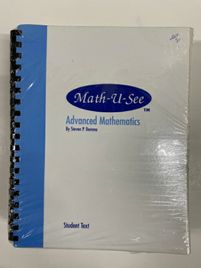 Math-U-See
TM
Advanced Mathematics
By Steven P. Demme
Student Text